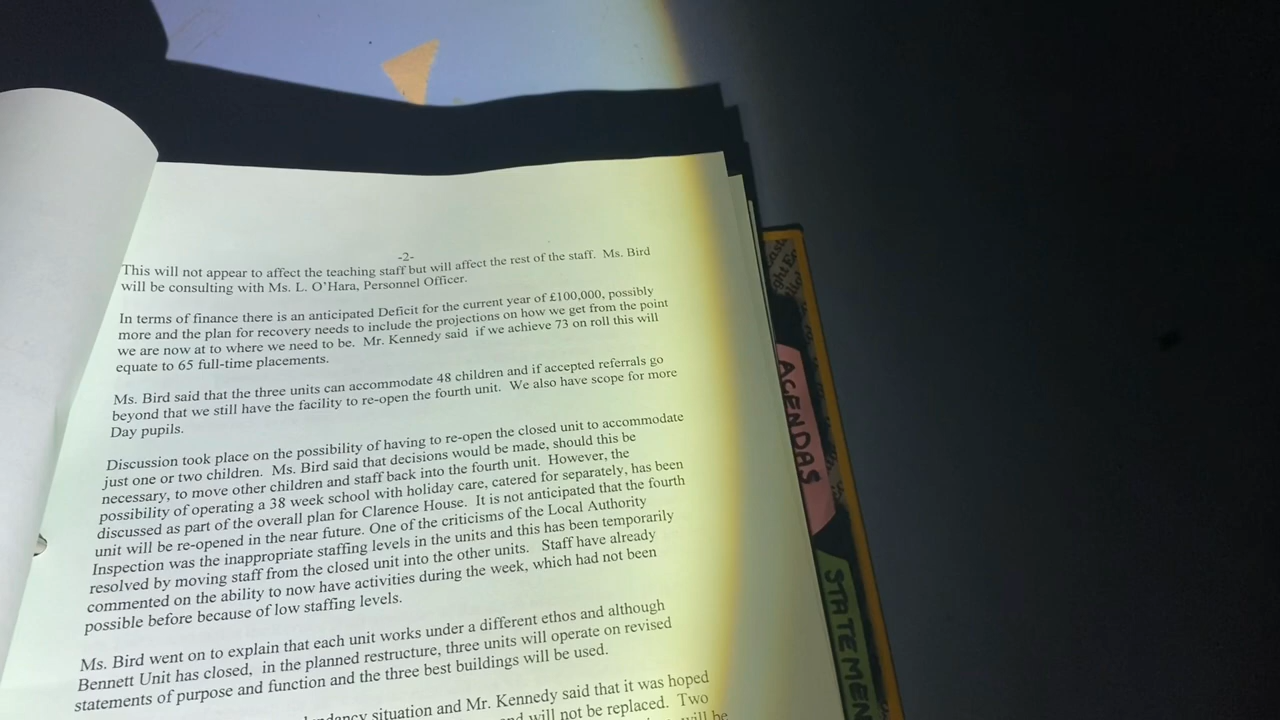 -2-
This will not appear to affect the teaching staff but will affect the rest of the staff. Ms. Bird
will be consulting with Ms. L. O'Hara, Personnel Officer.
In terms of finance there is an anticipated Deficit for the current year of £100,000, possibly
more and the plan for recovery needs to include the projections on how we get from the point
we are now at to where we need to be. Mr. Kennedy said if we achieve 73 on roll this will
equate to 65 full-time placements.
Ms. Bird said that the three units can accommodate 48 children and if accepted referrals go
beyond that we still have the facility to re-open the fourth unit. We also have scope for more
Day pupils.
Discussion took place on the possibility of having to re-open the closed unit to accommodate
just one or two children. Ms. Bird said that decisions would be made, should this be
necessary, to move other children and staff back into the fourth unit. However, the
possibility of operating a 38 week school with holiday care, catered for separately, has been
discussed as part of the overall plan for Clarence House. It is not anticipated that the fourth
unit will be re-opened in the near future. One of the criticisms of the Local Authority
Inspection was the inappropriate staffing levels in the units and this has been temporarily
resolved by moving staff from the closed unit into the other units. Staff have already
commented on the ability to now have activities during the week, which had not been
possible before because of low staffing levels.
Ms. Bird went on to explain that each unit works under a different ethos and although
Bennett Unit has closed, in the planned restructure, three units will operate on revised
statements of purpose and function and the three best buildings will be used.
situation and Mr. Kennedy said that it was hoped
will not be replaced. Two
will be
AGENDAS
STATEMEN